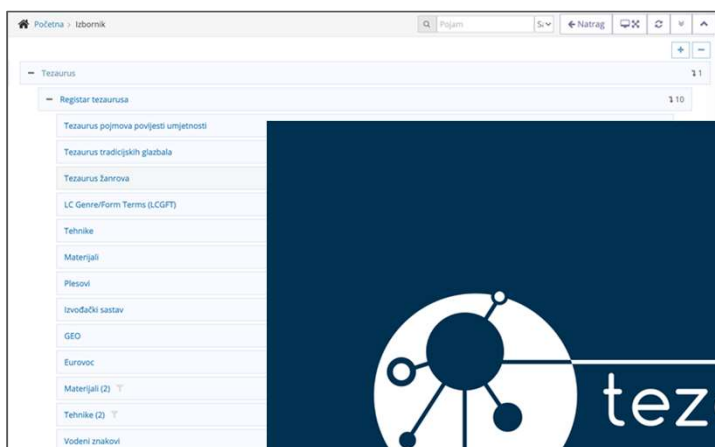 Početna > Izbornik
Pojam
Natrag
Tezaurus
1
Registar tezaurusa
10
Tezaurus pojmova povijesti umjetnosti
Tezaurus tradicijskih glazbala
Tezaurus žanrova
LC Genre/Form Terms (LCGFT)
Tehnike
Materijali
Plesovi
Izvođački sastav
GEO
Eurovoc
Materijali (2)
tez
Tehnike (2)
Vodeni znakovi